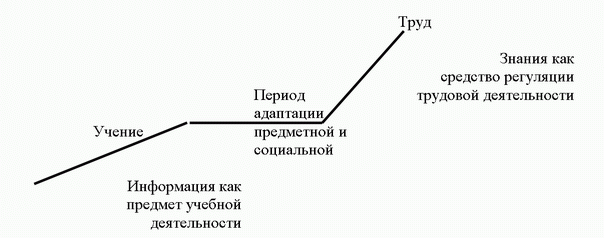 Труд
Знания как
средство регуляции
трудовой деятельности
Период
адаптации
предметной и
социальной
Учение
Информация как
предмет учебной
деятельности